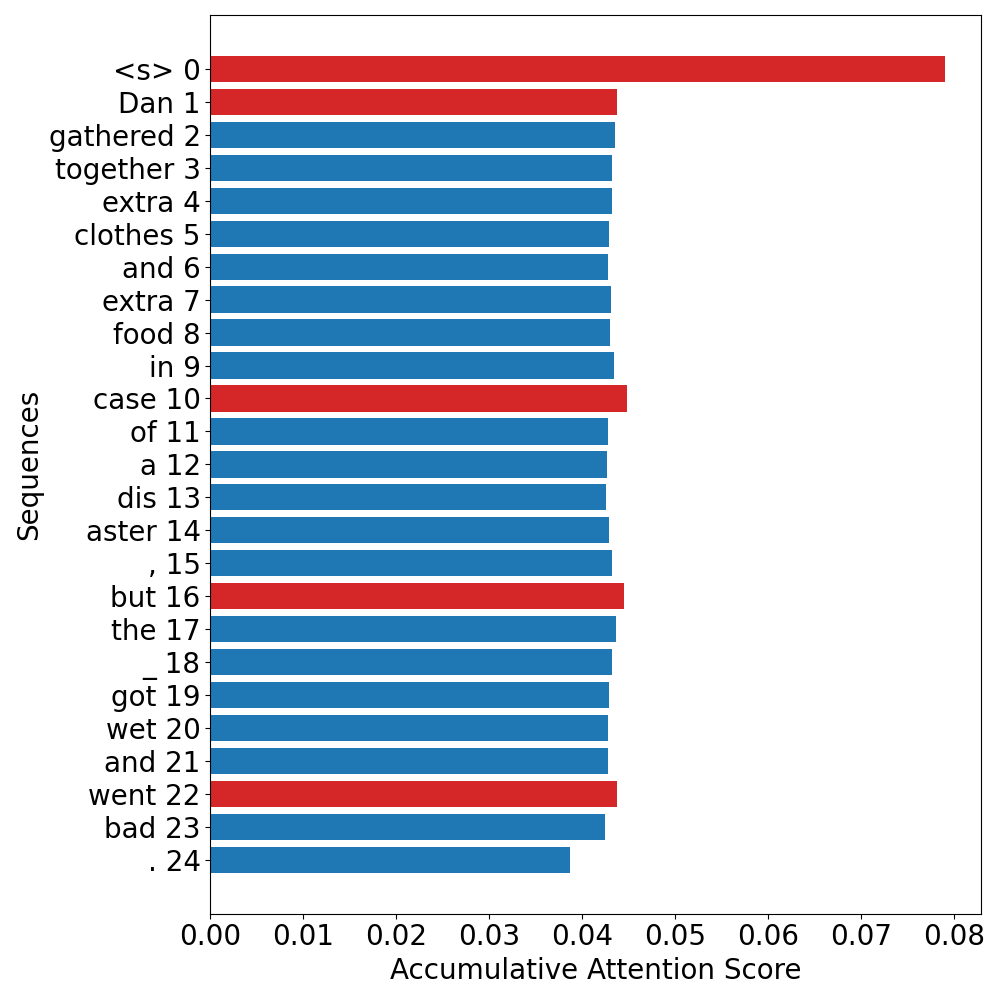 <s> 0
Dan 1
gathered 2
together 3
extra 4
clothes 5
and 6
extra 7
food 8
in 9
case 10
of 11
a 12
dis 13
aster 14
, 15
but 16
the 17
_ 18
got 19
wet 20
and 21
went 22
bad 23
. 24
Sequences
0.00 0.01 0.02 0.03 0.04 0.05 0.06 0.07 0.08
Accumulative Attention Score